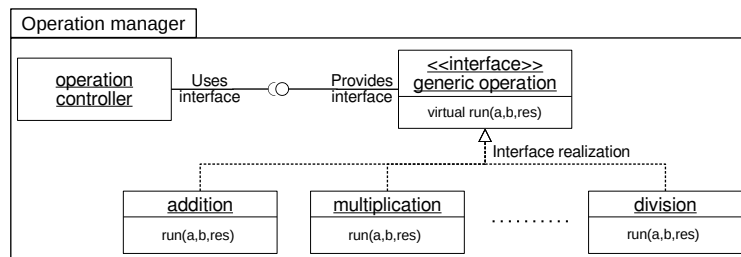 Operation manager
operation
controller
Uses
interface
Provides
interface
<<interface>>
generic operation
virtual run(a,b,res)
Interface realization
addition
run(a,b,res)
multiplication
run(a,b,res)
..........
division
run(a,b,res)